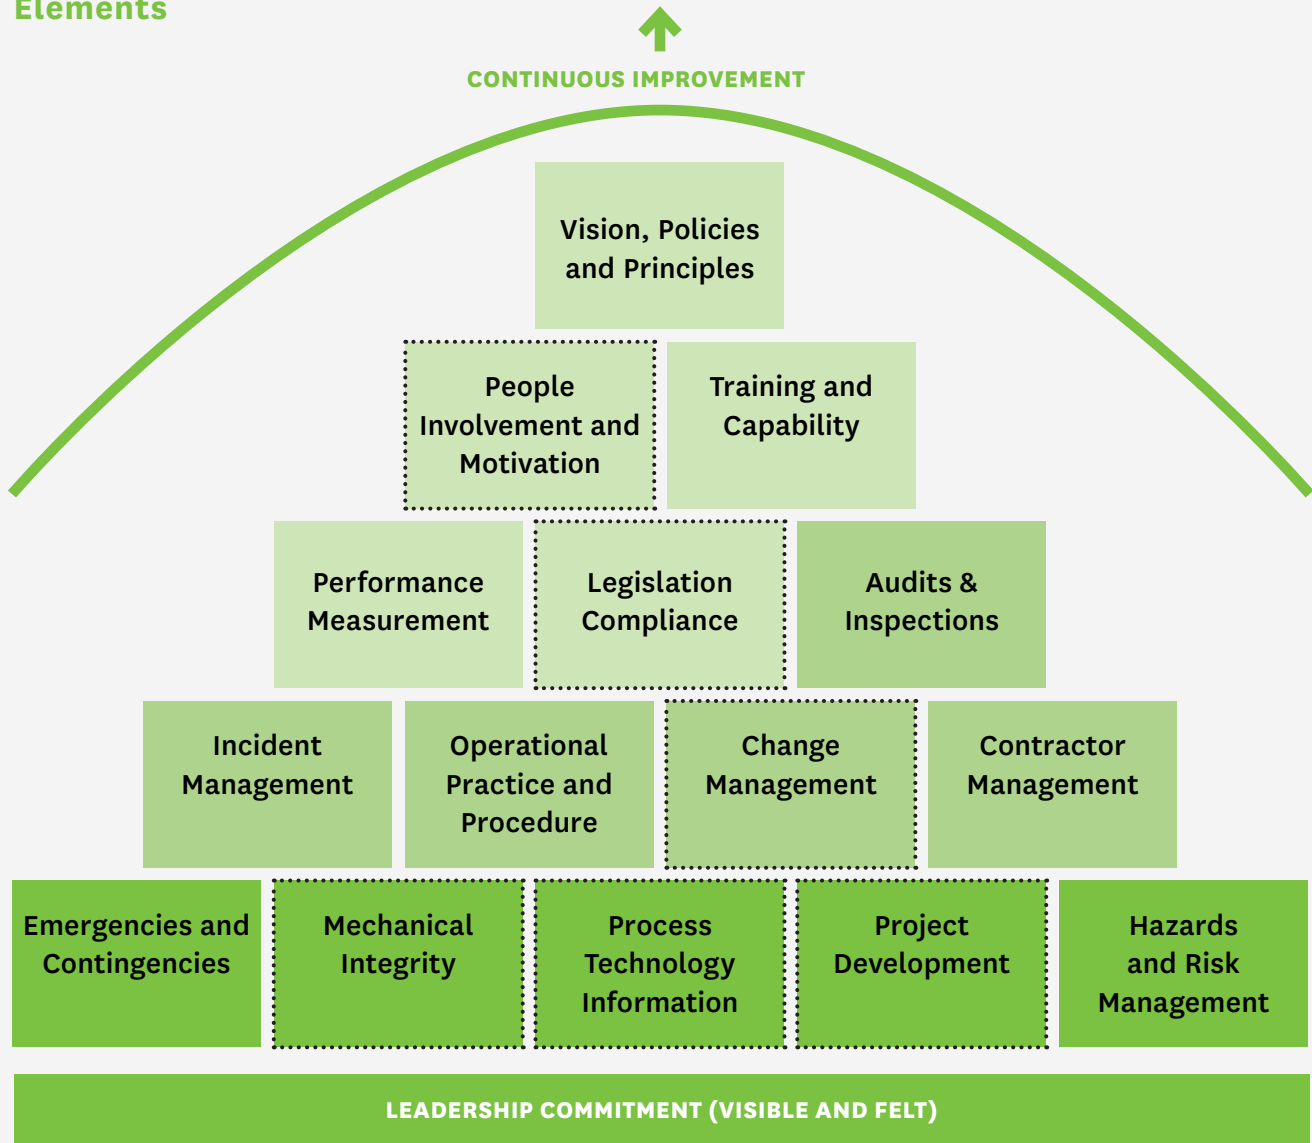 Elements
CONTINUOUS IMPROVEMENT
Vision, Policies
and Principles
People
Involvement and
Motivation
Training and
Capability
Performance
Measurement
Legislation
Compliance
Audits &
Inspections
Incident
Management
Operational
Practice and
Procedure
Change
Management
Contractor
Management
Emergencies and
Contingencies
Mechanical
Integrity
Process
Technology
Information
Project
Development
Hazards
and Risk
Management
LEADERSHIP COMMITMENT (VISIBLE AND FELT)